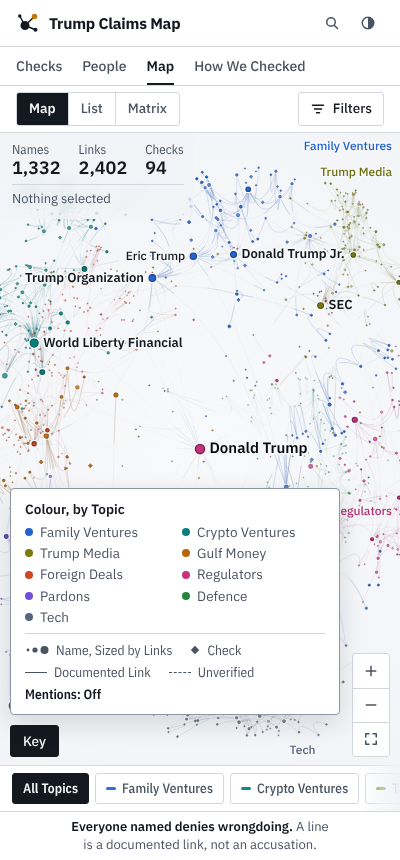 Trump Claims Map
Checks People Map How We Checked
Map List Matrix Filters
Names Links Checks
1,332 2,402 94
Nothing selected
Family Ventures
Trump Media
Eric Trump
Donald Trump Jr.
Trump Organization
SEC
World Liberty Financial
Donald Trump
egulators
Colour, by Topic
Family Ventures Crypto Ventures
Trump Media Gulf Money
Foreign Deals Regulators
Pardons Defence
Tech
Name, Sized by Links Check
Documented Link Unverified
Mentions: Off
Key
Tech
All Topics Family Ventures Crypto Ventures
Everyone named denies wrongdoing. A line
is a documented link, not an accusation.